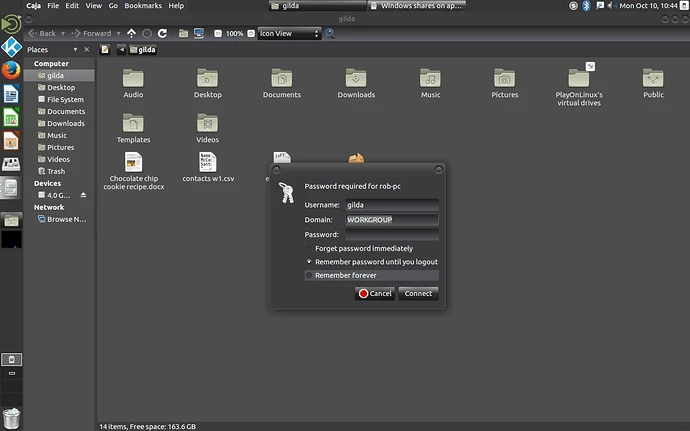 Caja File Edit View Go Bookmarks Help
gilda
Windows shares on ap...
Mon Oct 10, 10:44
gilda
Back
Forward
100%
Icon View
Places
gilda
Computer
gilda
Desktop
File System
Documents
Downloads
Music
Pictures
Videos
Trash
Devices
4.0 G...
Network
Browse N...
Audio
Desktop
Documents
Downloads
Music
Pictures
PlayOnLinux's
virtual drives
Public
Templates
Videos
Chocolate chip
cookie recipe.docx
contacts w1.csv
Password required for rob-pc
Username: gilda
Domain: WORKGROUP
Password:
Forget password immediately
Remember password until you logout
Remember forever
Cancel
Connect
14 items, Free space: 163.6 GB